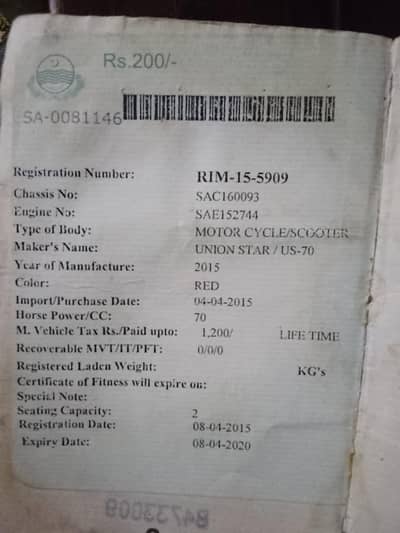 Rs.200/-
SA-0081146
Registration Number: RIM-15-5909
Chassis No: SAC160093
Engine No: SAE152744
Type of Body: MOTOR CYCLE/SCOOTER
Maker's Name: UNION STAR / US-70
Year of Manufacture: 2015
Color: RED
Import/Purchase Date: 04-04-2015
Horse Power/CC: 70
M. Vehicle Tax Rs./Paid upto: 1,200/ LIFE TIME
Recoverable MVT/IT/PFT: 0/0/0
Registered Laden Weight: KG's
Certificate of Fitness will expire on:
Special Note:
Seating Capacity: 2
Registration Date: 08-04-2015
Expiry Date: 08-04-2020
B4733009